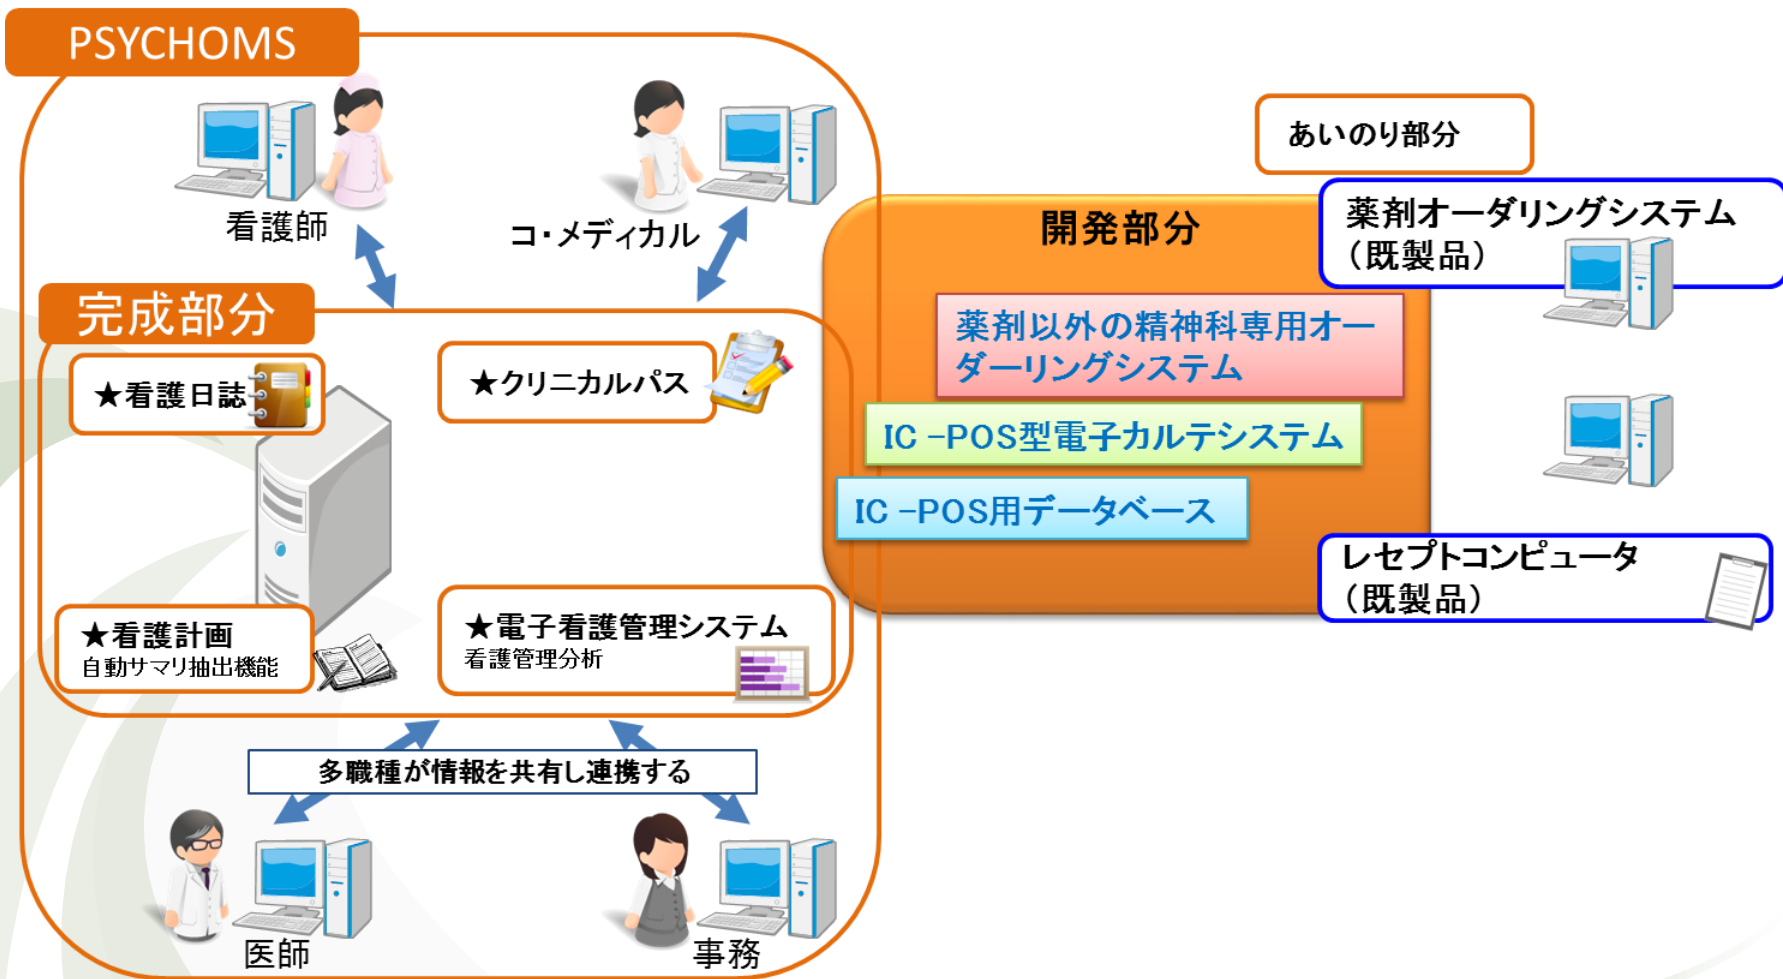 PSYCHOMS
看護師
コ・メディカル
完成部分
★看護日誌
★クリニカルパス
★看護計画
自動サマリ抽出機能
★電子看護管理システム
看護管理分析
多職種が情報を共有し連携する
医師
事務
開発部分
薬剤以外の精神科専用オー
ダーリングシステム
IC －POS型電子カルテシステム
IC －POS用データベース
あいのり部分
薬剤オーダリングシステム
（既製品）
レセプトコンピュータ
（既製品）